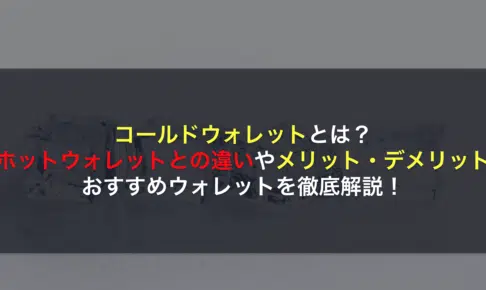 コールドウォレットとは？
ホットウォレットとの違いやメリット・デメリット
おすすめウォレットを徹底解説！